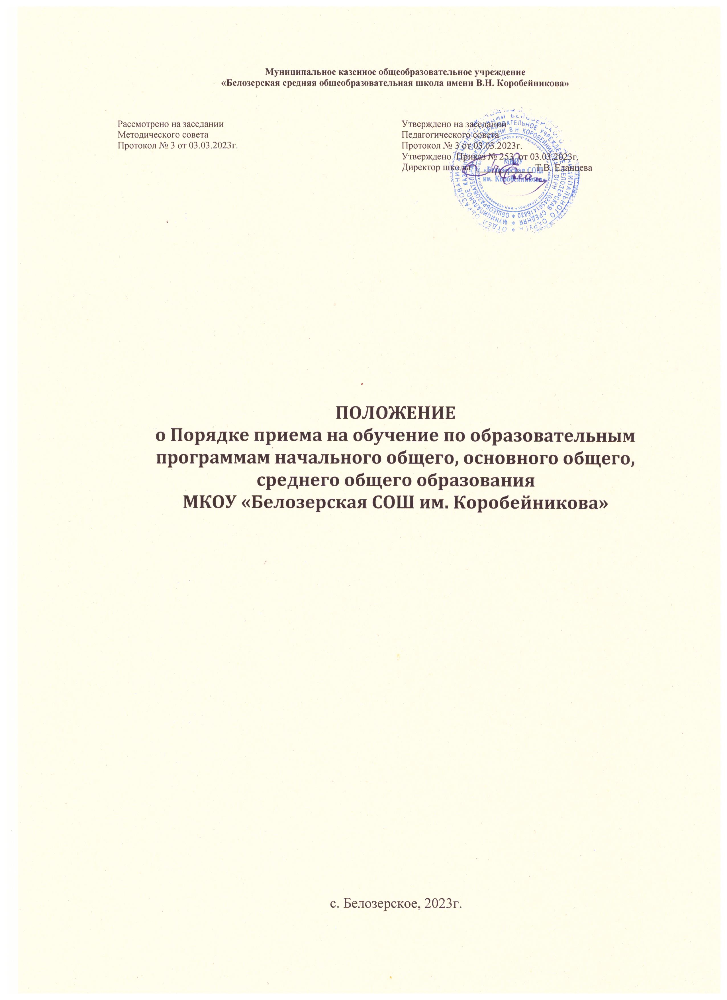 Муниципальное казенное общеобразовательное учреждение
«Белозерская средняя общеобразовательная школа имени В.Н. Коробейникова»
Рассмотрено на заседании
Методического совета
Протокол № 3 от 03.03.2023г.
Утверждено на заседании
Педагогического совета
Протокол № 3 от 03.03.2023г.
Утверждено Приказ № 253 от 03.03.2023г.
Директор школы ____________ Т.В. Еланцева
МКОУ
«Белозерская СОШ
им. Коробейникова»
ПОЛОЖЕНИЕ
о Порядке приема на обучение по образовательным
программам начального общего, основного общего,
среднего общего образования
МКОУ «Белозерская СОШ им. Коробейникова»
с. Белозерское, 2023г.